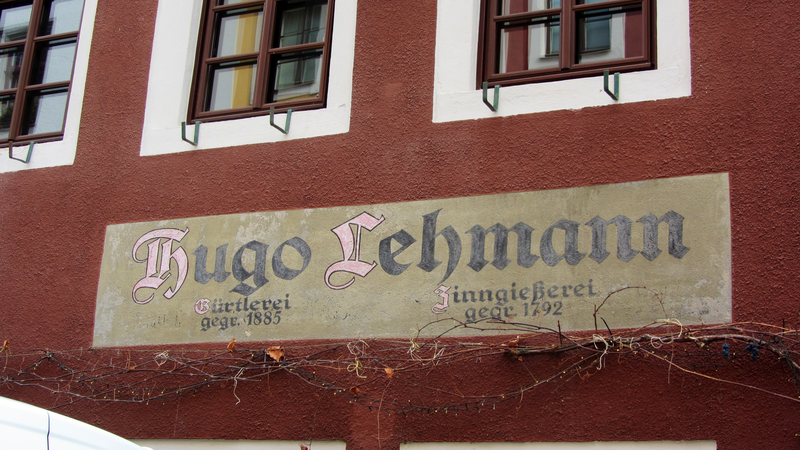 Hugo Lehmann
Gürtlerei Zinngießerei
gegr. 1885 gegr. 1792